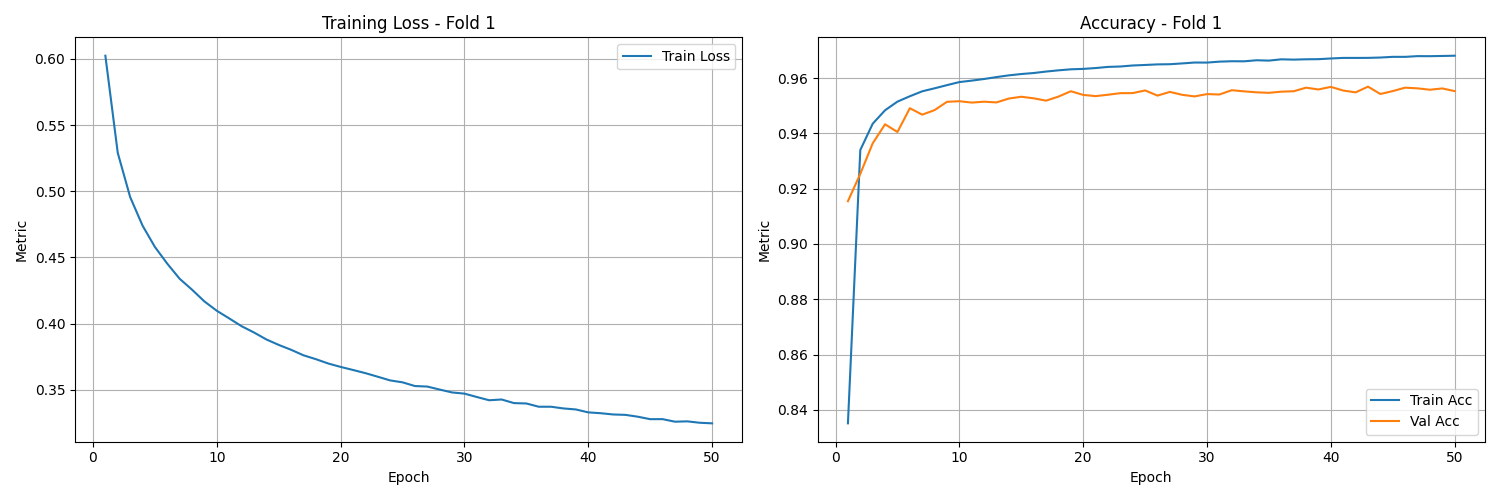 Training Loss - Fold 1
Train Loss
0.60
0.55
0.50
0.45
0.40
0.35
Metric
0 10 20 30 40 50
Epoch
Accuracy - Fold 1
0.96
0.94
0.92
0.90
0.88
0.86
0.84
Metric
Train Acc
Val Acc
0 10 20 30 40 50
Epoch